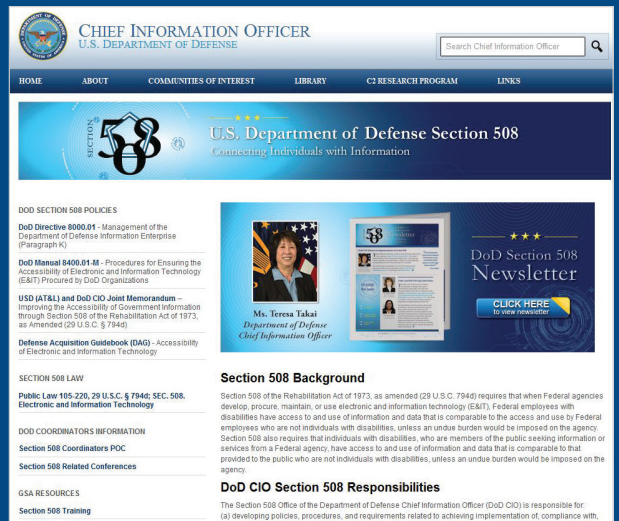 CHIEF INFORMATION OFFICER
U.S. DEPARTMENT OF DEFENSE
Search Chief Information Officer
HOME ABOUT COMMUNITIES OF INTEREST LIBRARY C2 RESEARCH PROGRAM LINKS
SECTION 508
U.S. Department of Defense Section 508
Connecting Individuals with Information
DOD SECTION 508 POLICIES
DoD Directive 8000.01 - Management of the
Department of Defense Information Enterprise
(Paragraph K)
DoD Manual 8400.01-M - Procedures for Ensuring the
Accessibility of Electronic and Information Technology
(E&IT) Procured by DoD Organizations
USD (AT&L) and DoD CIO Joint Memorandum –
Improving the Accessibility of Government Information
through Section 508 of the Rehabilitation Act of 1973,
as Amended (29 U.S.C. § 794d)
Defense Acquisition Guidebook (DAG) - Accessibility
of Electronic and Information Technology
SECTION 508 LAW
Public Law 105-220, 29 U.S.C. § 794d; SEC. 508.
Electronic and Information Technology
DOD COORDINATORS INFORMATION
Section 508 Coordinators POC
Section 508 Related Conferences
GSA RESOURCES
Section 508 Training
Ms. Teresa Takai
Department of Defense
Chief Information Officer
508
Newsletter
DoD Section 508
Newsletter
CLICK HERE
to view newsletter
Section 508 Background
Section 508 of the Rehabilitation Act of 1973, as amended (29 U.S.C. 794d) requires that when Federal agencies
develop, procure, maintain, or use electronic and information technology (E&IT), Federal employees with
disabilities have access to and use of information and data that is comparable to the access and use by Federal
employees who are not individuals with disabilities, unless an undue burden would be imposed on the agency.
Section 508 also requires that individuals with disabilities, who are members of the public seeking information or
services from a Federal agency, have access to and use of information and data that is comparable to that
provided to the public who are not individuals with disabilities, unless an undue burden would be imposed on the
agency.
DoD CIO Section 508 Responsibilities
The Section 508 Office of the Department of Defense Chief Information Officer (DoD CIO) is responsible for:
(a) developing policies, procedures, and requirements related to achieving implementation of, compliance with,